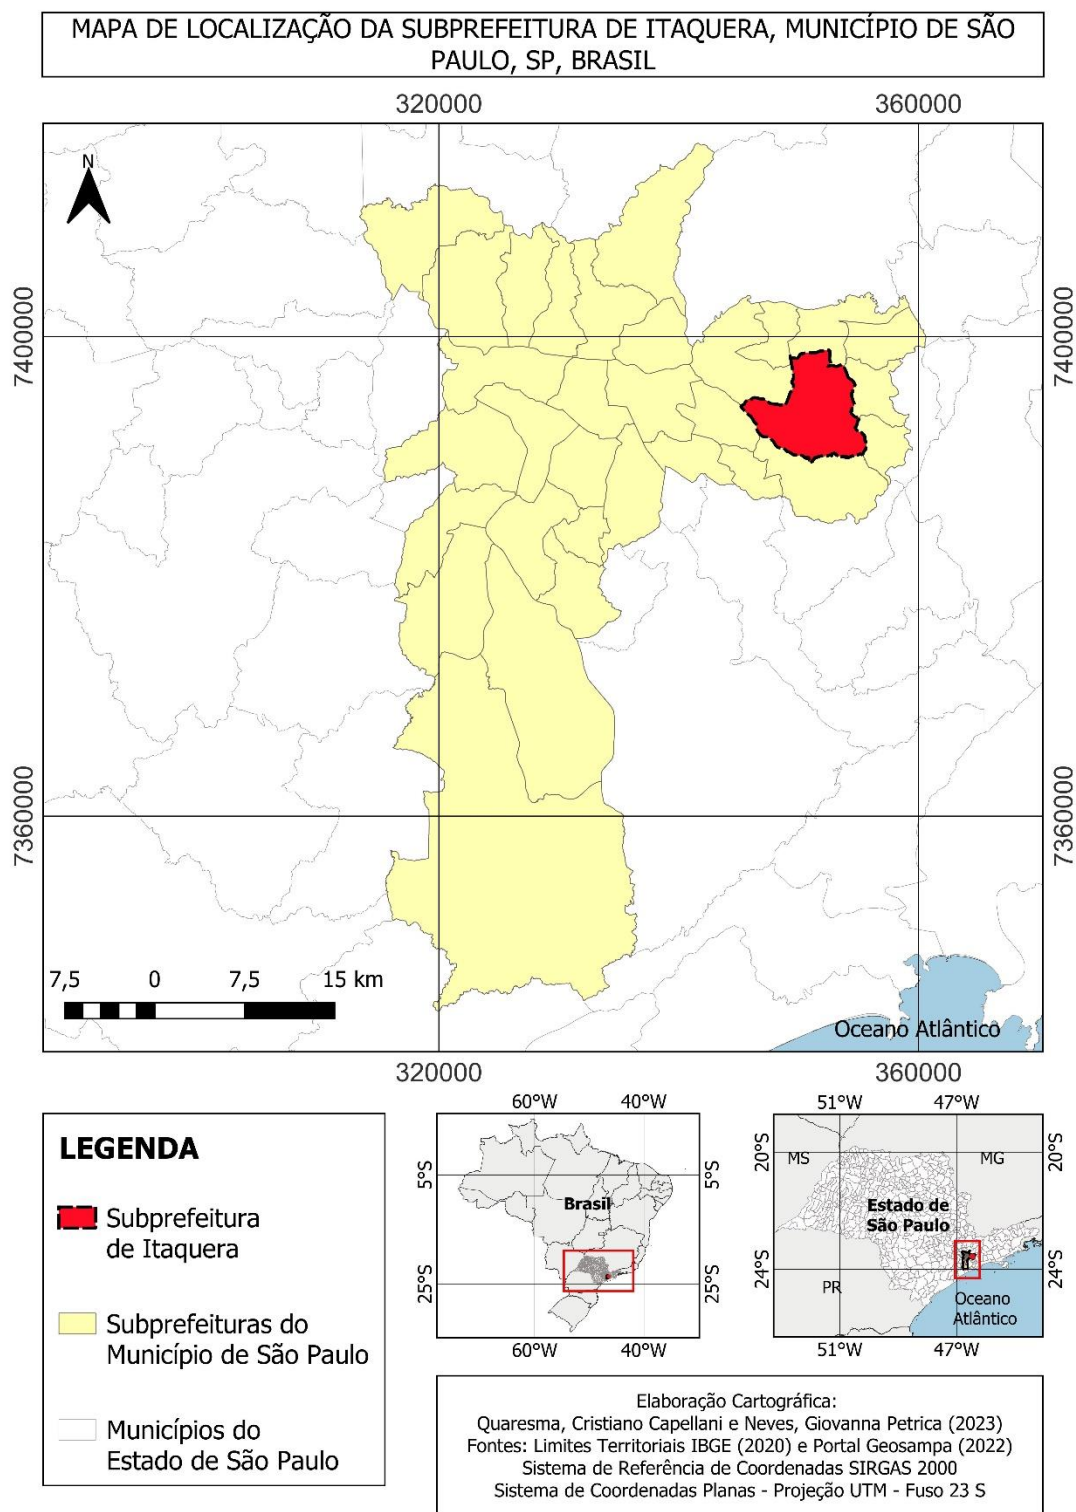 MAPA DE LOCALIZAÇÃO DA SUBPREFEITURA DE ITAQUERA, MUNICÍPIO DE SÃO
PAULO, SP, BRASIL
320000 360000
N
7400000 7400000
7360000 7360000
7,5 0 7,5 15 km
Oceano Atlântico
320000 360000
LEGENDA
Subprefeitura
de Itaquera
Subprefeituras do
Município de São Paulo
Municípios do
Estado de São Paulo
60°W 40°W
5°S 5°S
Brasil
25°S 25°S
60°W 40°W
51°W 47°W
20°S 20°S
MS MG
Estado de
São Paulo
24°S 24°S
PR
Oceano
Atlântico
51°W 47°W
Elaboração Cartográfica:
Quaresma, Cristiano Capellani e Neves, Giovanna Petrica (2023)
Fontes: Limites Territoriais IBGE (2020) e Portal Geosampa (2022)
Sistema de Referência de Coordenadas SIRGAS 2000
Sistema de Coordenadas Planas - Projeção UTM - Fuso 23 S